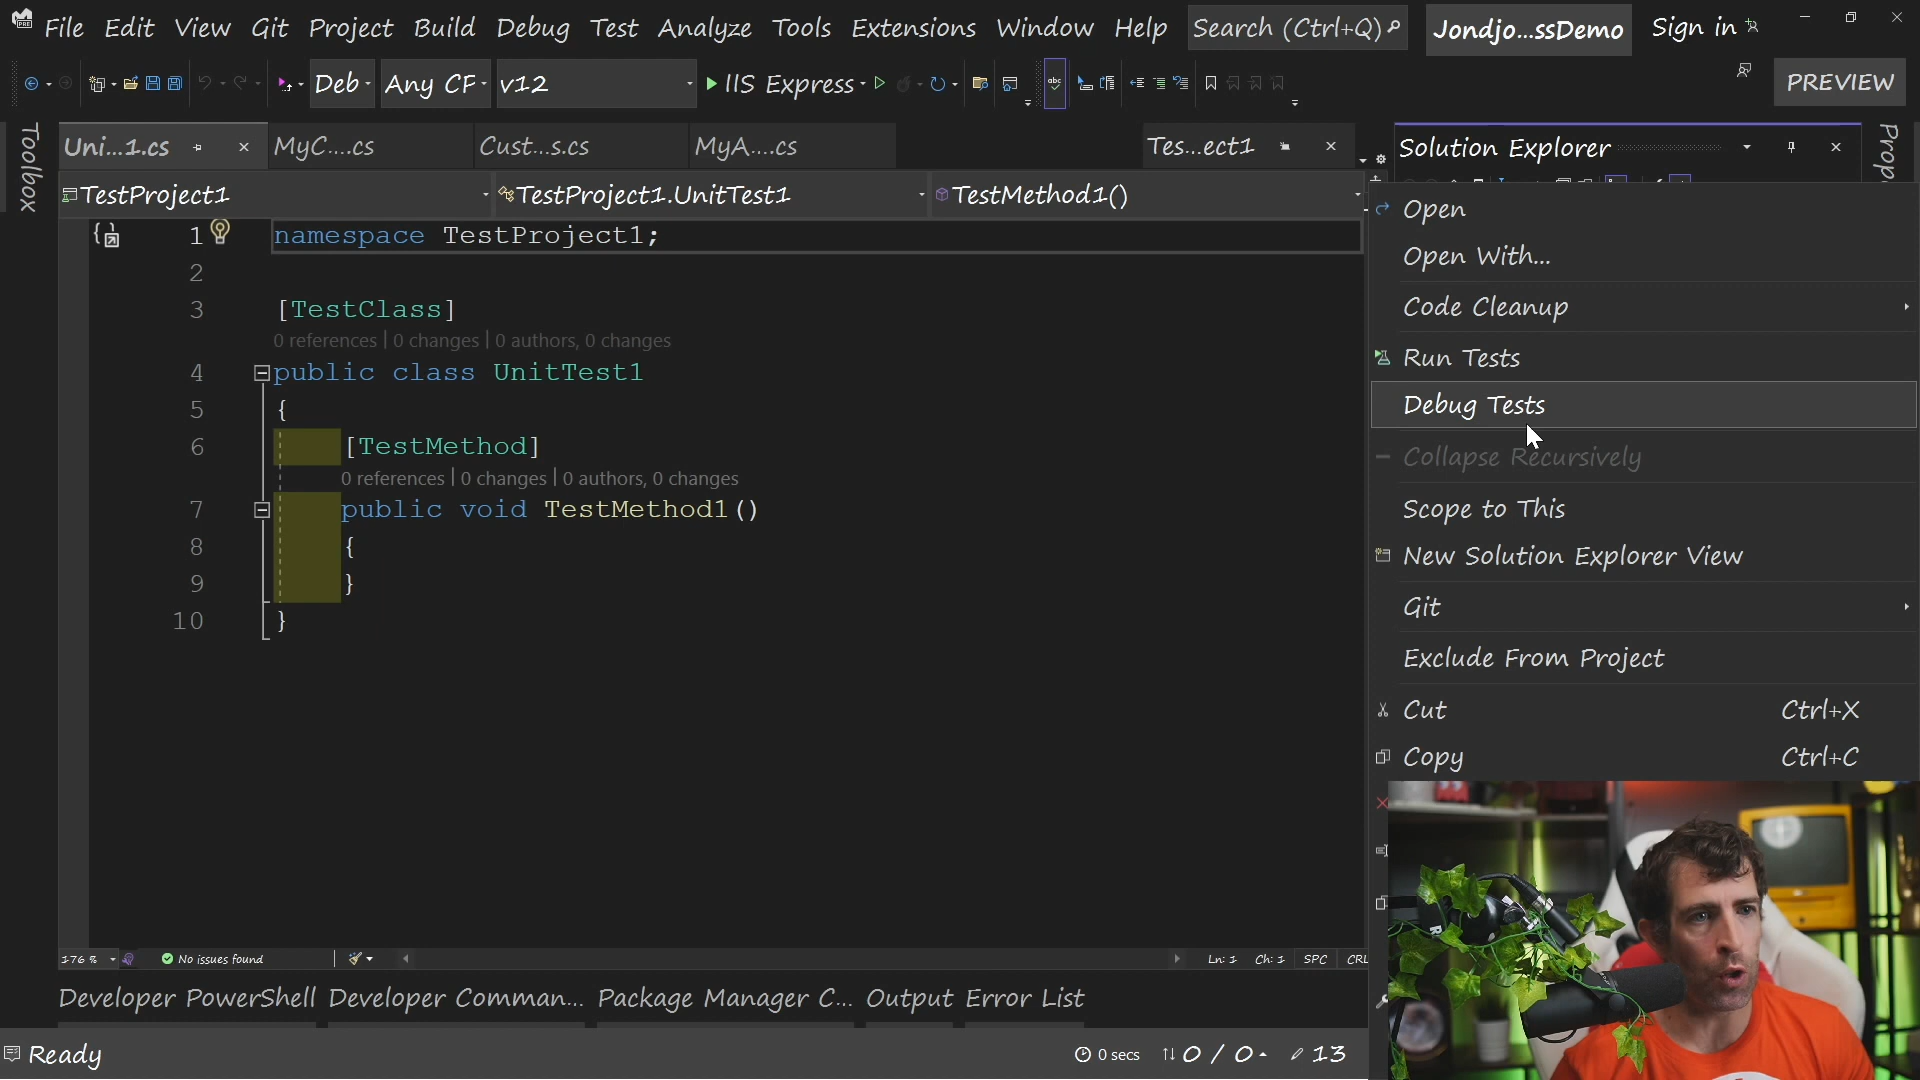 File Edit View Git Project Build Debug Test Analyze Tools Extensions Window Help Search (Ctrl+Q) Jondjo...ssDemo Sign in
Deb Any CF v12 IIS Express PREVIEW
Toolbox
Uni...1.cs MyC....cs Cust...s.cs MyA....cs Tes...ect1
Solution Explorer
Prope
TestProject1 TestProject1.UnitTest1 TestMethod1()
1 namespace TestProject1;
2
3 [TestClass]
0 references | 0 changes | 0 authors, 0 changes
4 public class UnitTest1
5 {
6 [TestMethod]
0 references | 0 changes | 0 authors, 0 changes
7 public void TestMethod1()
8 {
9 }
10 }
Open
Open With...
Code Cleanup
Run Tests
Debug Tests
Collapse Recursively
Scope to This
New Solution Explorer View
Git
Exclude From Project
Cut Ctrl+X
Copy Ctrl+C
176 % No issues found Ln: 1 Ch: 1 SPC CRL
Developer PowerShell Developer Comman... Package Manager C... Output Error List
Ready 0 secs 0 / 0 13